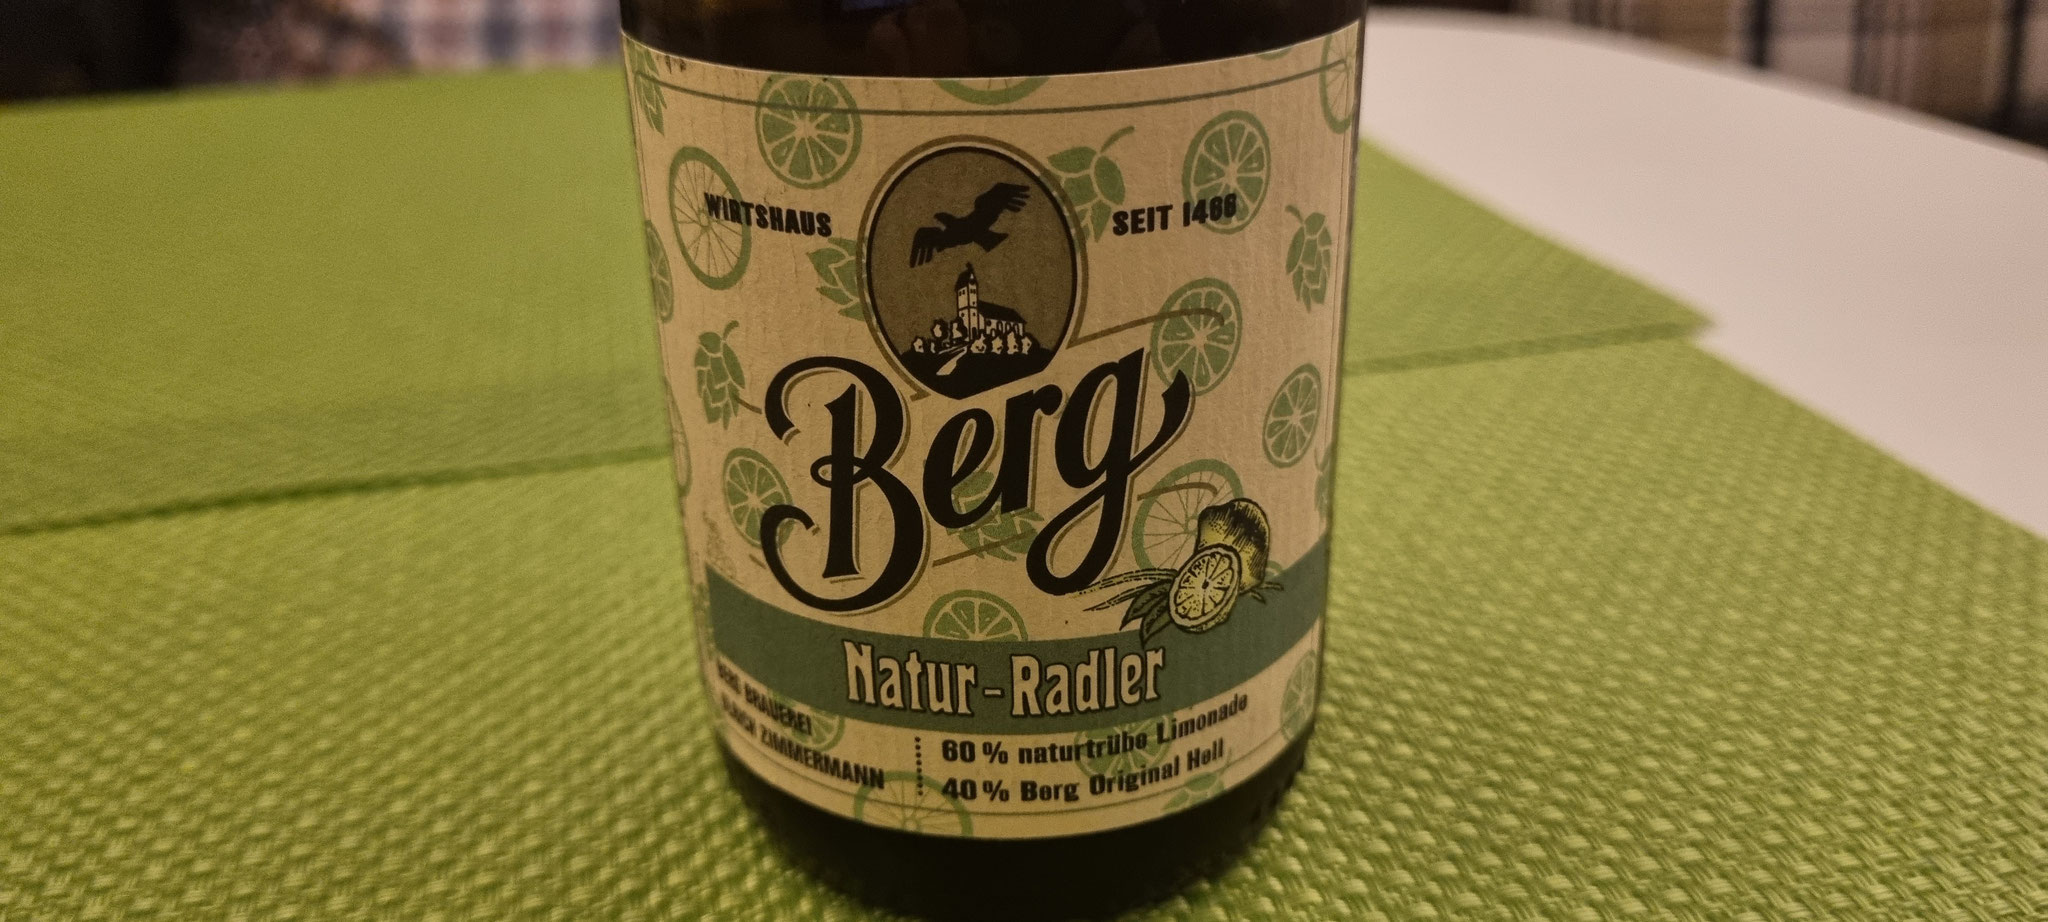 WIRTSHAUS
SEIT 1466
Berg
Natur-Radler
BERG BRAUEREI
ULRICH ZIMMERMANN
60 % naturtrübe Limonade
40 % Berg Original Hell